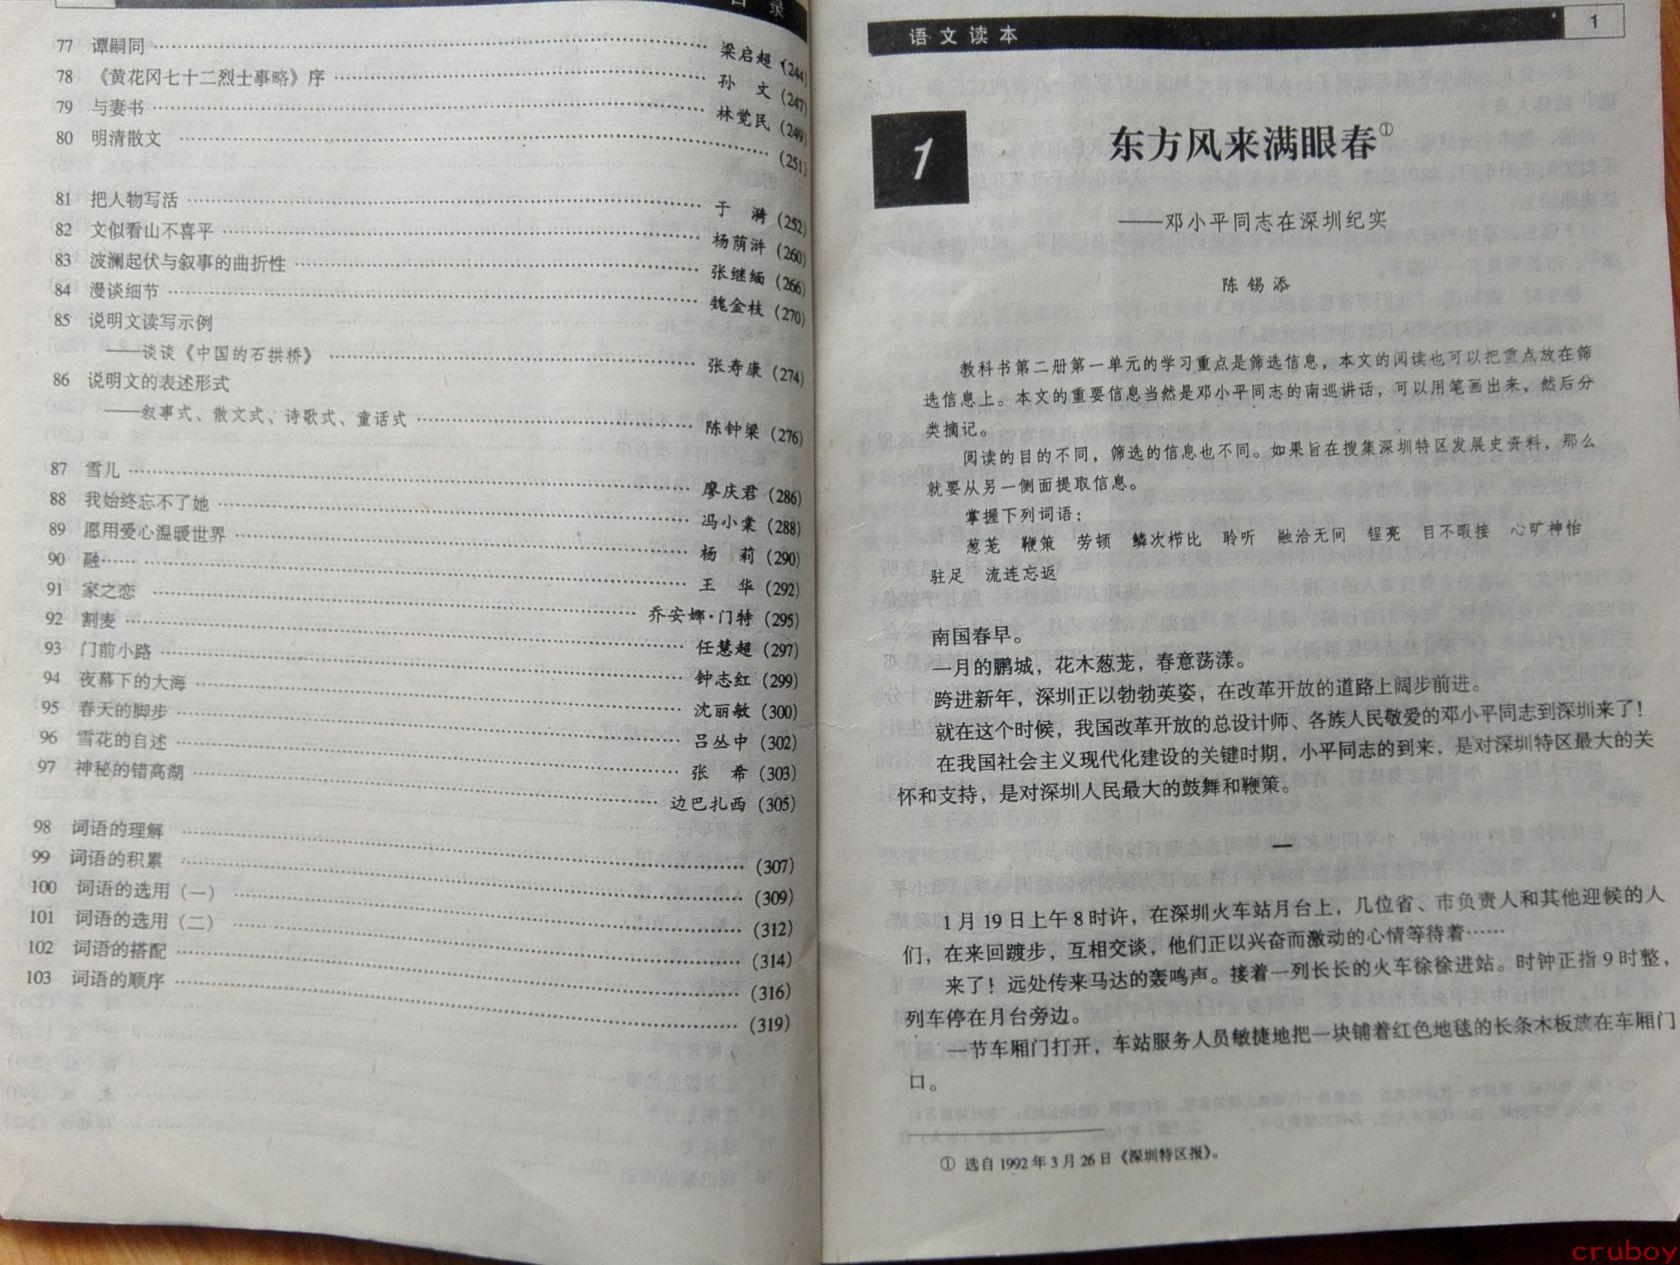 目 录
77 谭嗣同 梁启超 (244)
78 《黄花冈七十二烈士事略》序 孙 文 (247)
79 与妻书 林觉民 (249)
80 明清散文 (251)
81 把人物写活 于 漪 (252)
82 文似看山不喜平 杨荫浒 (260)
83 波澜起伏与叙事的曲折性 张继缅 (266)
84 漫谈细节 魏金枝 (270)
85 说明文读写示例
——谈谈《中国的石拱桥》 张寿康 (274)
86 说明文的表述形式
——叙事式、散文式、诗歌式、童话式 陈钟梁 (276)
87 雪儿 廖庆君 (286)
88 我始终忘不了她 冯小棠 (288)
89 愿用爱心温暖世界 杨 莉 (290)
90 融…… 王 华 (292)
91 家之恋 乔安娜·门特 (295)
92 割麦 任慧超 (297)
93 门前小路 钟志红 (299)
94 夜幕下的大海 沈丽敏 (300)
95 春天的脚步 吕丛中 (302)
96 雪花的自述 张 希 (303)
97 神秘的错高湖 边巴扎西 (305)
98 词语的理解 (307)
99 词语的积累 (309)
100 词语的选用（一） (312)
101 词语的选用（二） (314)
102 词语的搭配 (316)
103 词语的顺序 (319)
语文读本 1
1
东方风来满眼春①
——邓小平同志在深圳纪实
陈锡添
教科书第二册第一单元的学习重点是筛选信息，本文的阅读也可以把重点放在筛
选信息上。本文的重要信息当然是邓小平同志的南巡讲话，可以用笔画出来，然后分
类摘记。
阅读的目的不同，筛选的信息也不同。如果旨在搜集深圳特区发展史资料，那么
就要从另一侧面提取信息。
掌握下列词语：
葱茏 鞭策 劳顿 鳞次栉比 聆听 融洽无间 锃亮 目不暇接 心旷神怡
驻足 流连忘返
南国春早。
一月的鹏城，花木葱茏，春意荡漾。
跨进新年，深圳正以勃勃英姿，在改革开放的道路上阔步前进。
就在这个时候，我国改革开放的总设计师、各族人民敬爱的邓小平同志到深圳来了！
在我国社会主义现代化建设的关键时期，小平同志的到来，是对深圳特区最大的关
怀和支持，是对深圳人民最大的鼓舞和鞭策。
一
1月19日上午8时许，在深圳火车站月台上，几位省、市负责人和其他迎候的人
们，在来回踱步，互相交谈，他们正以兴奋而激动的心情等待着……
来了！远处传来马达的轰鸣声。接着一列长长的火车徐徐进站。时钟正指9时整，
列车停在月台旁边。
一节车厢门打开，车站服务人员敏捷地把一块铺着红色地毯的长条木板放在车厢门
口。
① 选自1992年3月26日《深圳特区报》。
cruboy